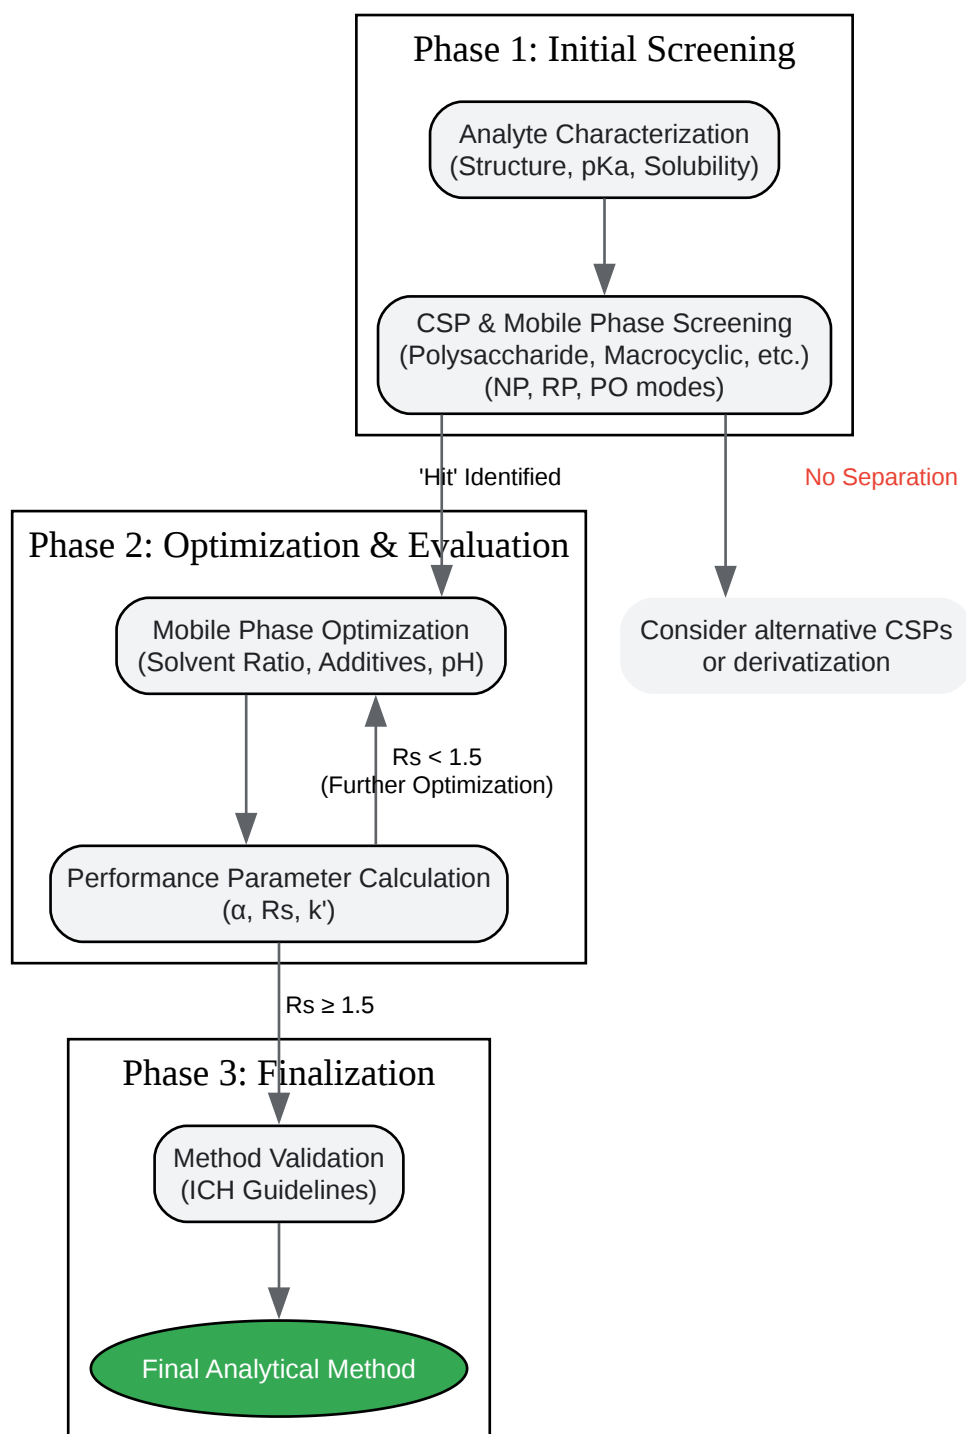 Phase 1: Initial Screening
Analyte Characterization
(Structure, pKa, Solubility)
CSP & Mobile Phase Screening
(Polysaccharide, Macrocyclic, etc.)
(NP, RP, PO modes)
'Hit' Identified
No Separation
Phase 2: Optimization & Evaluation
Mobile Phase Optimization
(Solvent Ratio, Additives, pH)
Consider alternative CSPs
or derivatization
Rs < 1.5
(Further Optimization)
Performance Parameter Calculation
(α, Rs, k')
Rs ≥ 1.5
Phase 3: Finalization
Method Validation
(ICH Guidelines)
Final Analytical Method